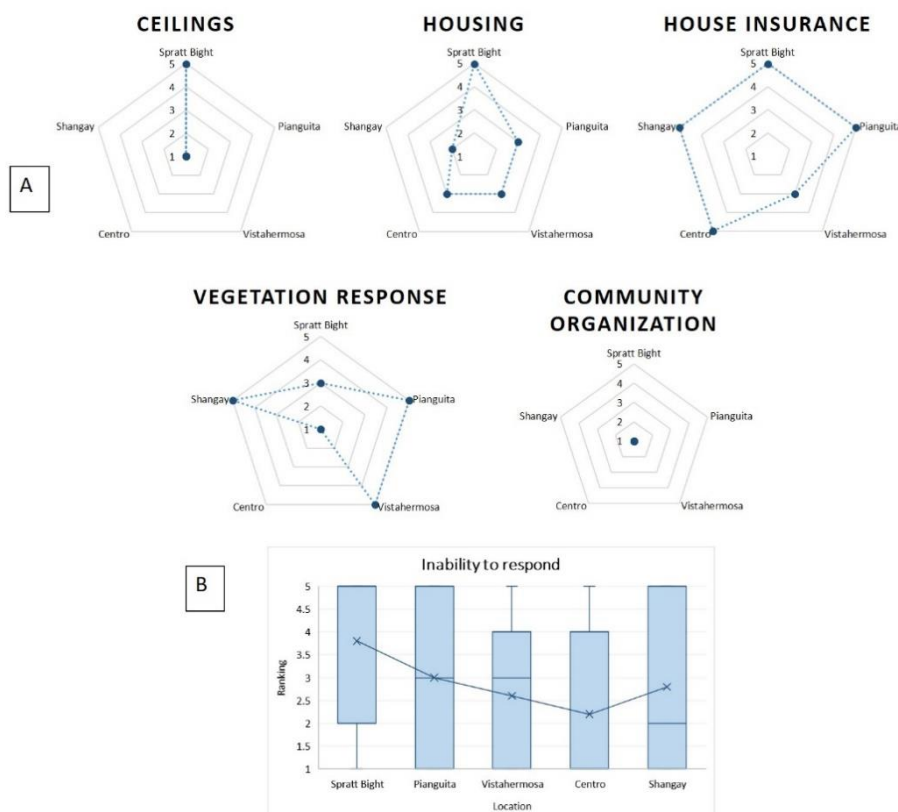 CEILINGS
Spratt Bight
5
4
3
2
1
Shangay
Pianguita
Centro
Vistahermosa
HOUSING
Spratt Bight
5
4
3
2
1
Shangay
Pianguita
Centro
Vistahermosa
HOUSE INSURANCE
Spratt Bight
5
4
3
2
1
Shangay
Pianguita
Centro
Vistahermosa
A
VEGETATION RESPONSE
Spratt Bight
5
4
3
2
1
Shangay
Pianguita
Centro
Vistahermosa
COMMUNITY
ORGANIZATION
Spratt Bight
5
4
3
2
1
Shangay
Pianguita
Centro
Vistahermosa
B
Inability to respond
Ranking
5
4.5
4
3.5
3
2.5
2
1.5
1
Spratt Bight Pianguita Vistahermosa Centro Shangay
Location